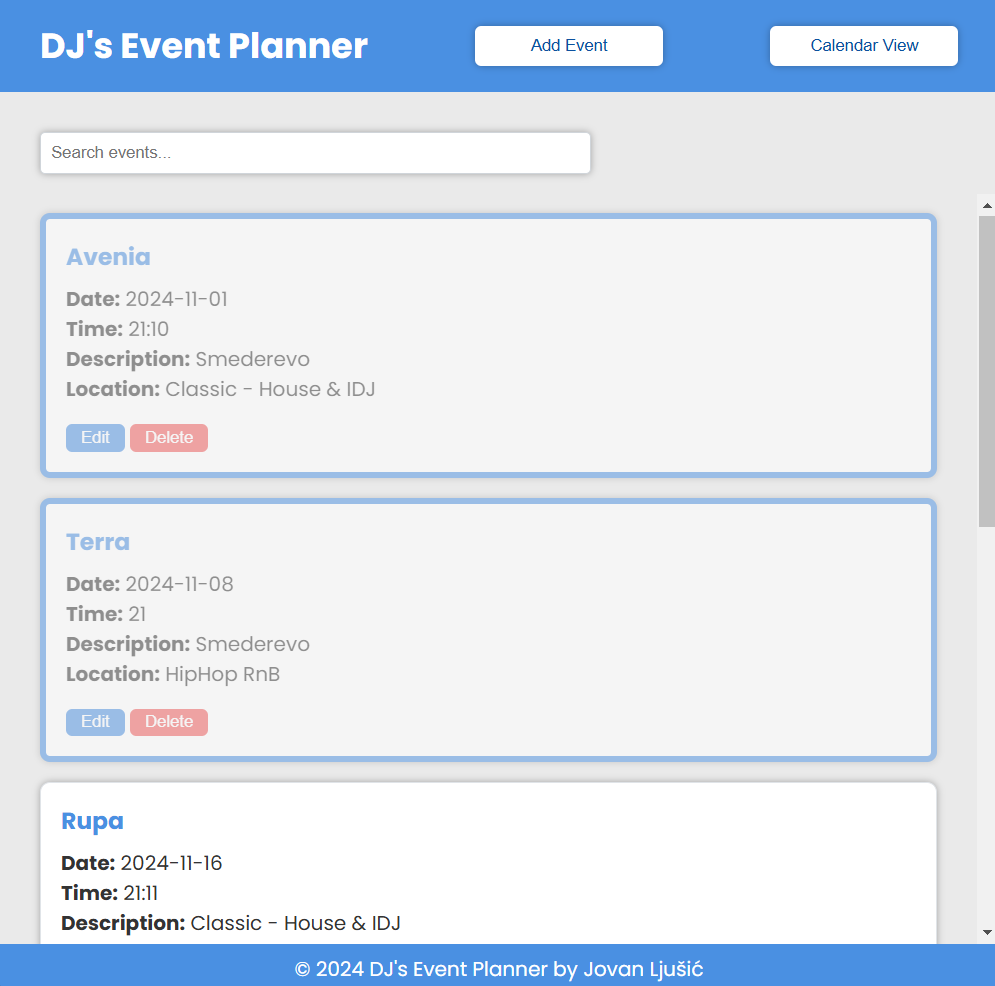 DJ's Event Planner
Add Event
Calendar View
Search events...
Avenia
Date: 2024-11-01
Time: 21:10
Description: Smederevo
Location: Classic - House & IDJ
Edit Delete
Terra
Date: 2024-11-08
Time: 21
Description: Smederevo
Location: HipHop RnB
Edit Delete
Rupa
Date: 2024-11-16
Time: 21:11
Description: Classic - House & IDJ
© 2024 DJ's Event Planner by Jovan Ljušić